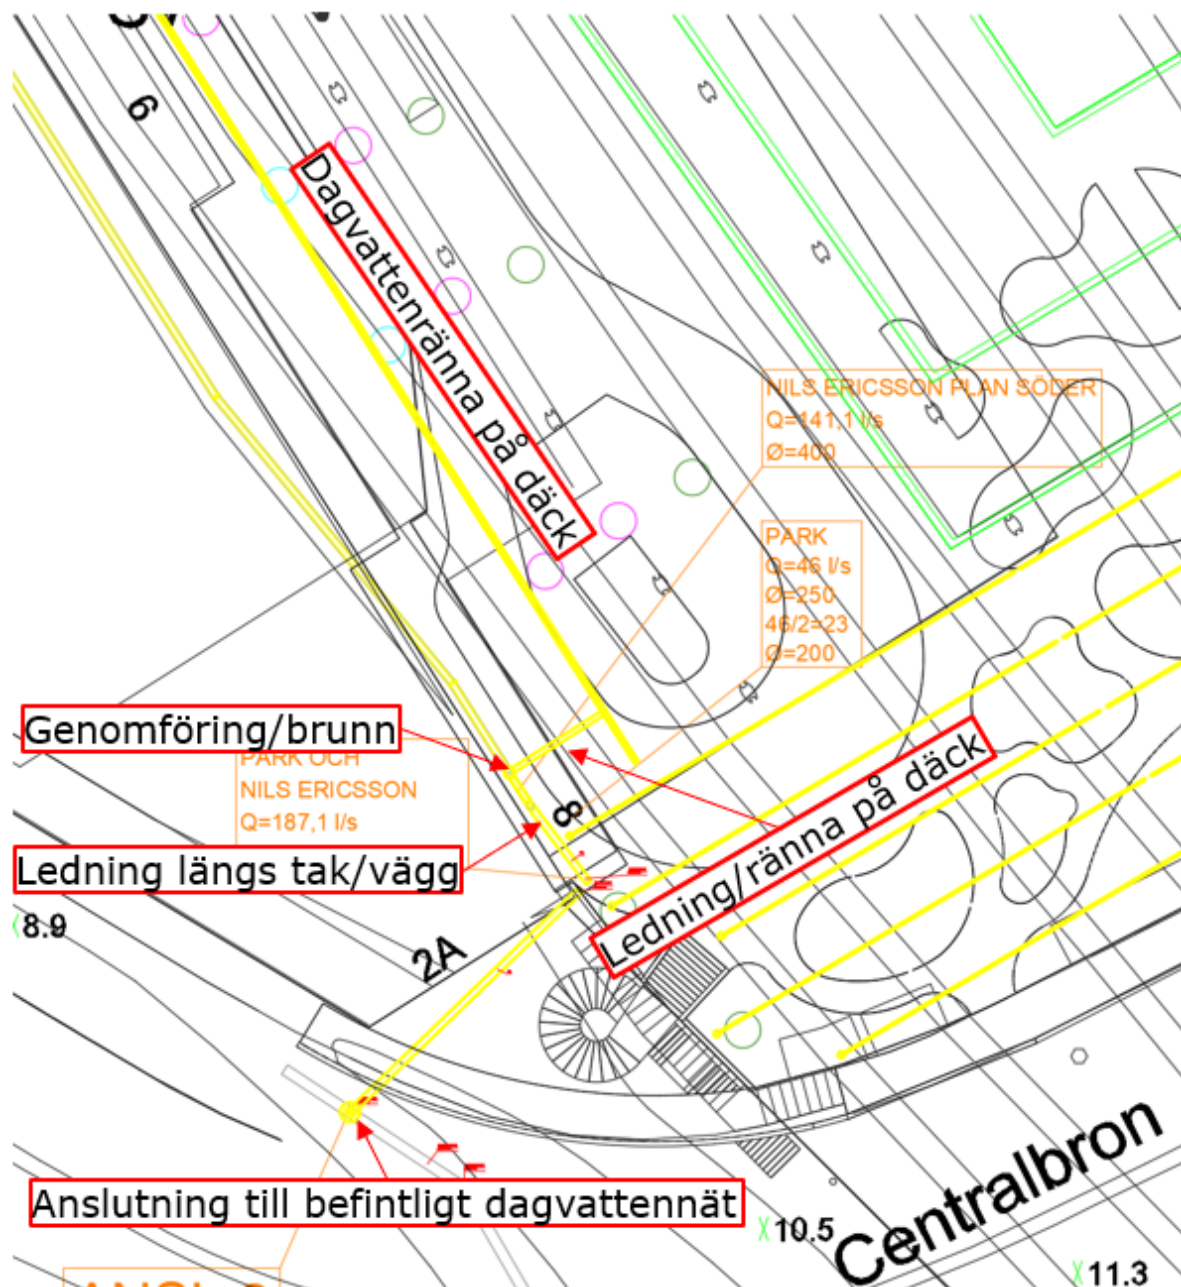 6
Dagvattenränna på däck
NILS ERICSSON PLAN SÖDER
Q=141,1 l/s
Ø=400
PARK
Q=46 l/s
Ø=250
46/2=23
Ø=200
Genomföring/brunn
PARK OCH
NILS ERICSSON
Q=187,1 l/s
8
Ledning/ränna på däck
Ledning längs tak/vägg
8.9
2A
Anslutning till befintligt dagvattennät
Centralbron
10.5
11.3